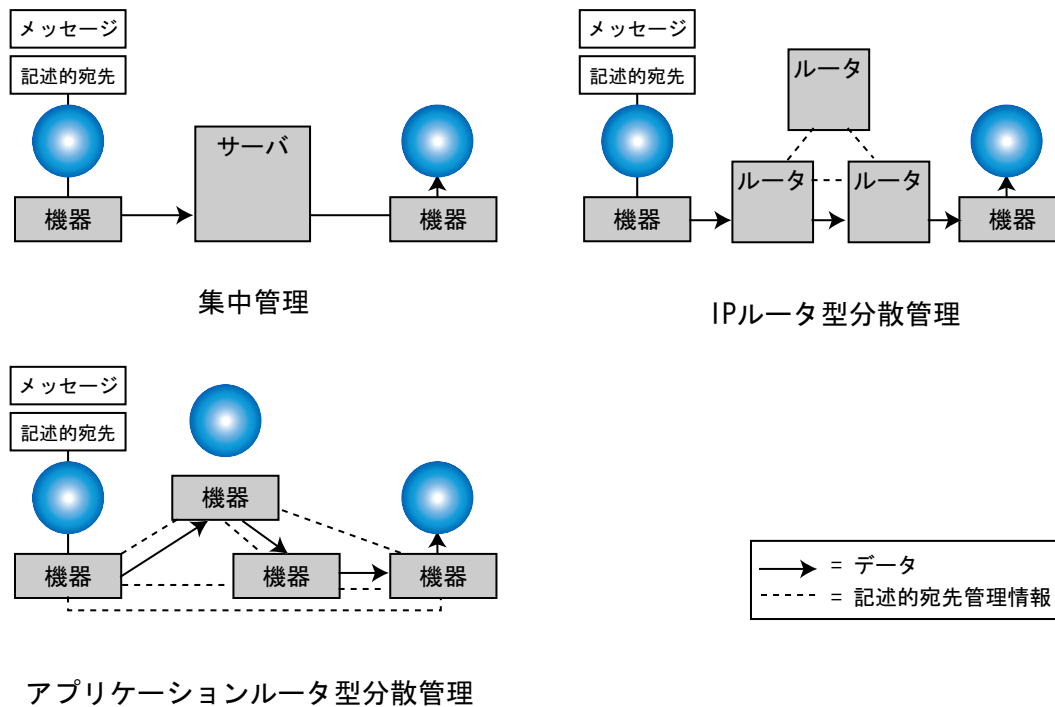 メッセージ
記述的宛先
サーバ
機器
機器
集中管理
メッセージ
記述的宛先
ルータ
ルータ
ルータ
機器
機器
IPルータ型分散管理
メッセージ
記述的宛先
機器
機器
機器
機器
アプリケーションルータ型分散管理
= データ
= 記述的宛先管理情報